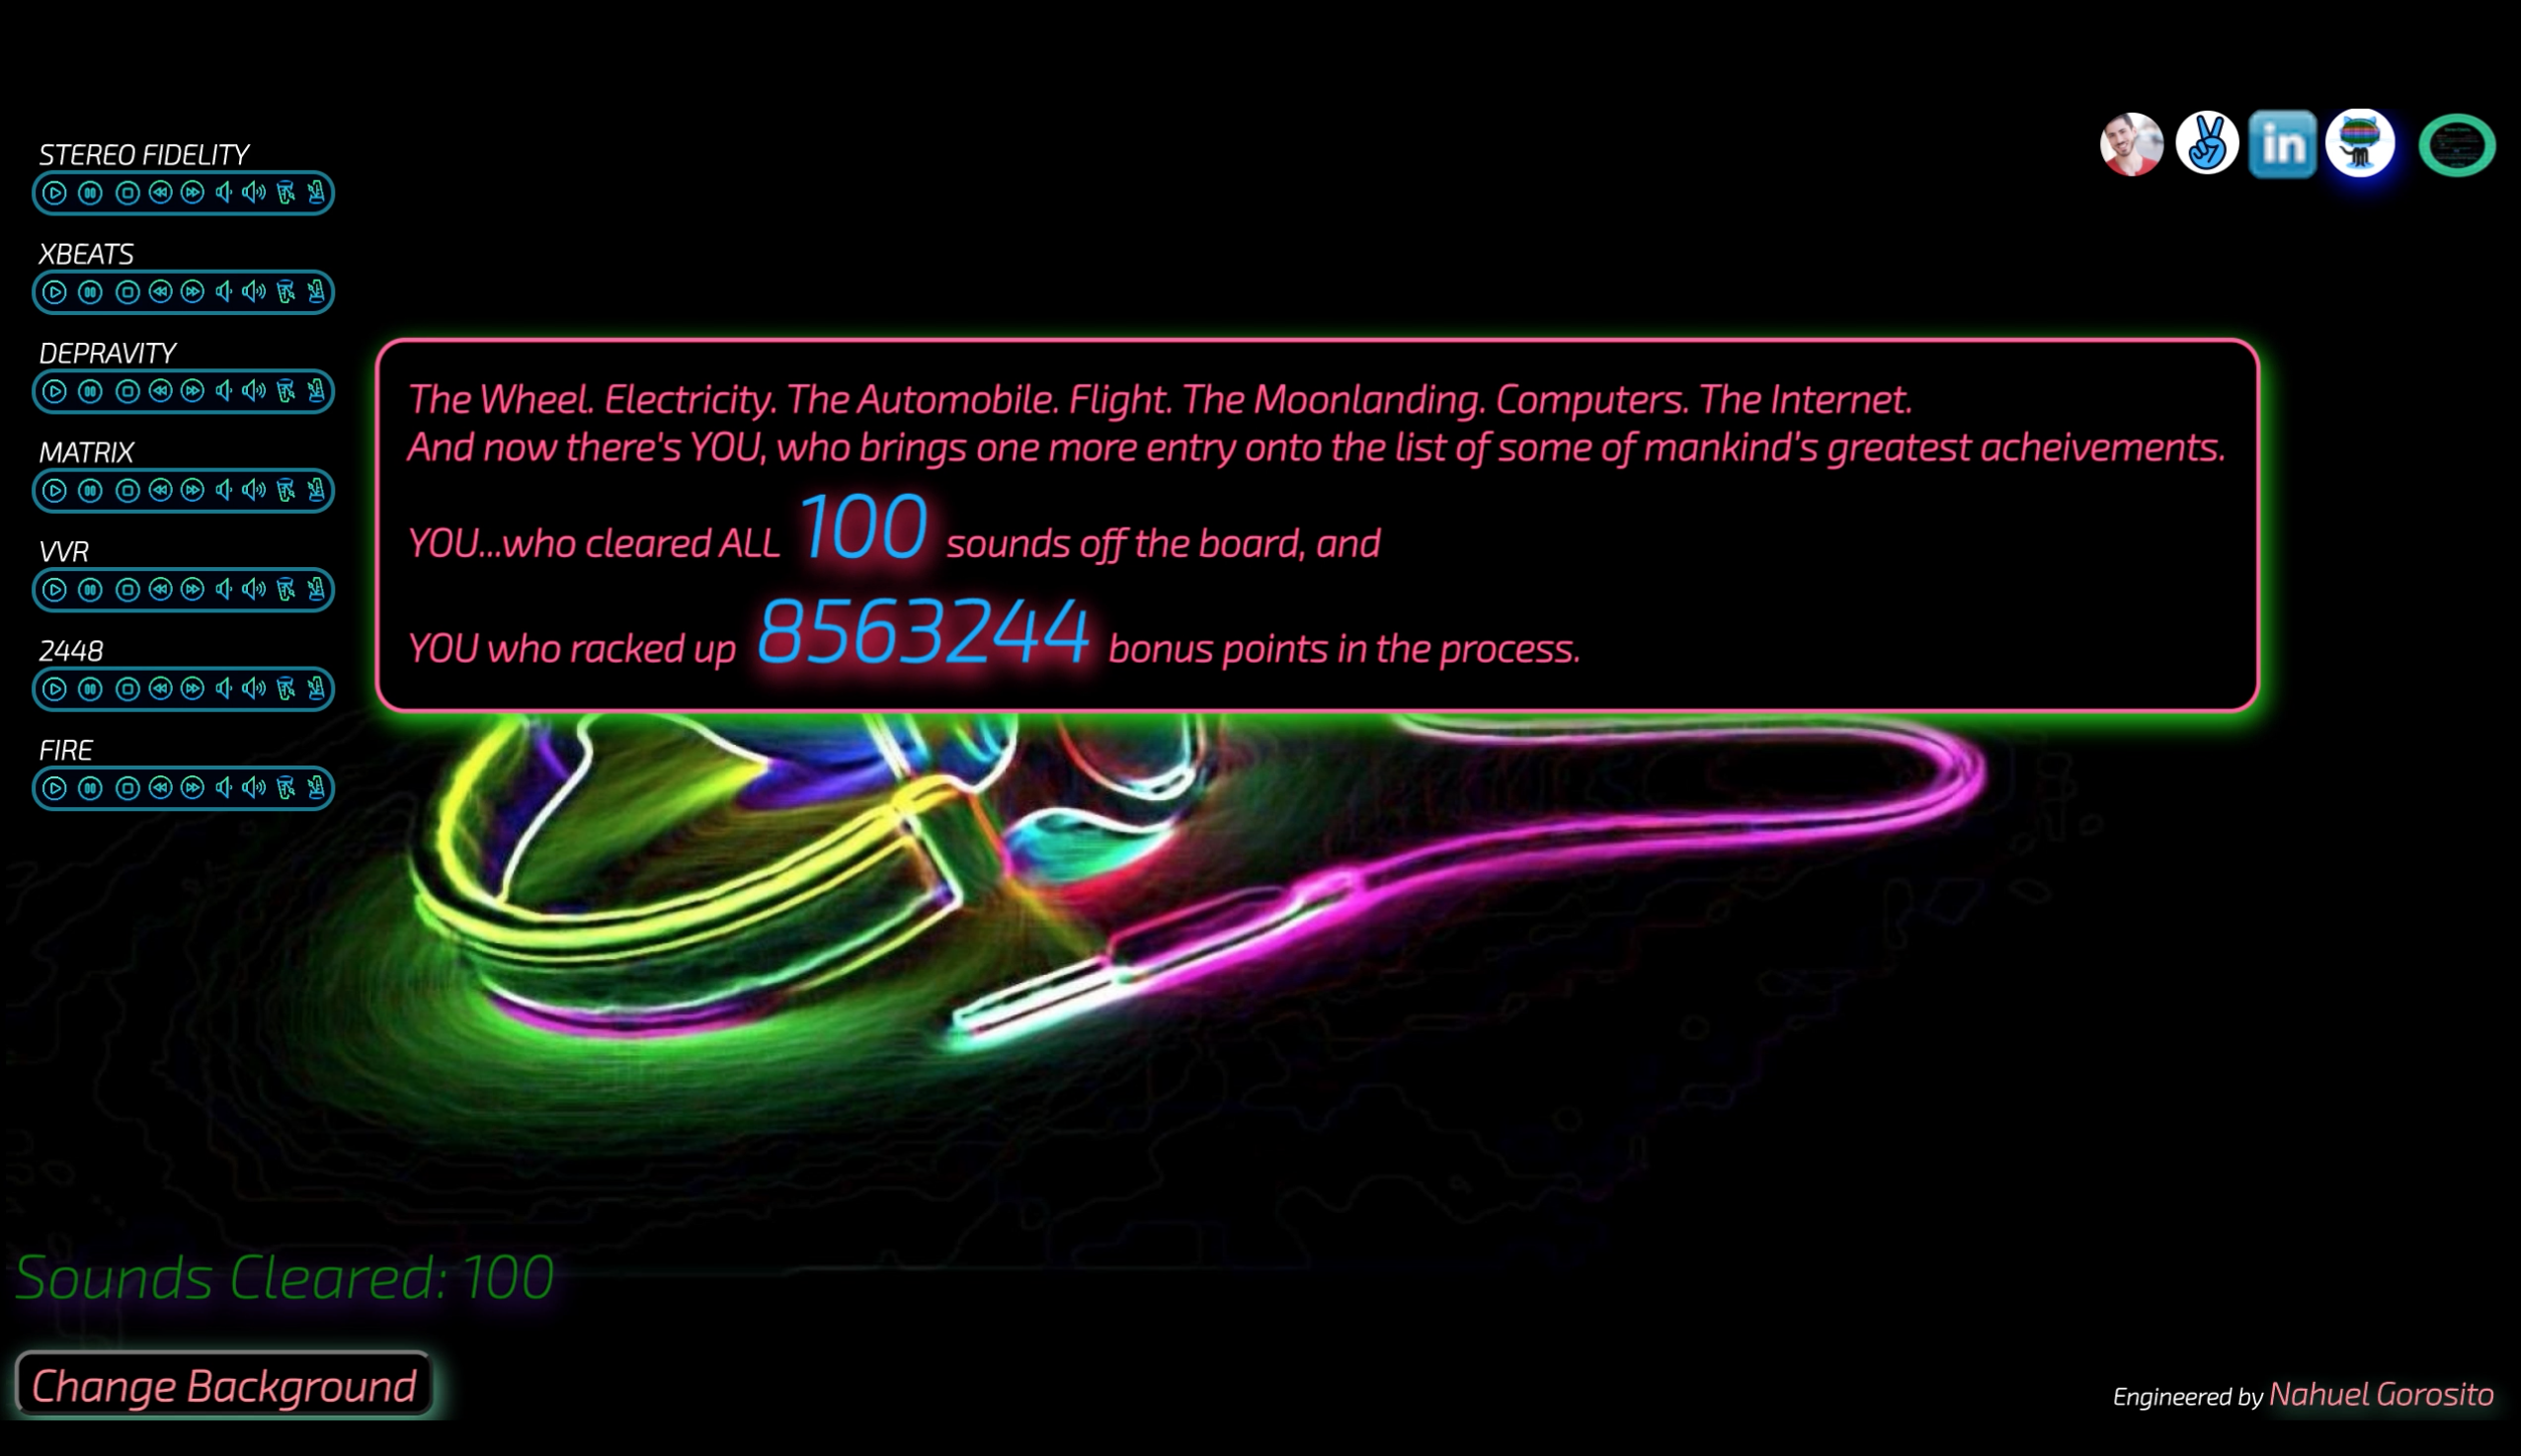 STEREO FIDELITY
XBEATS
DEPRAVITY
MATRIX
VVR
2448
FIRE
in
The Wheel. Electricity. The Automobile. Flight. The Moonlanding. Computers. The Internet.
And now there's YOU, who brings one more entry onto the list of some of mankind's greatest acheivements.
YOU...who cleared ALL 100 sounds off the board, and
YOU who racked up 8563244 bonus points in the process.
Sounds Cleared: 100
Change Background
Engineered by Nahuel Gorosito